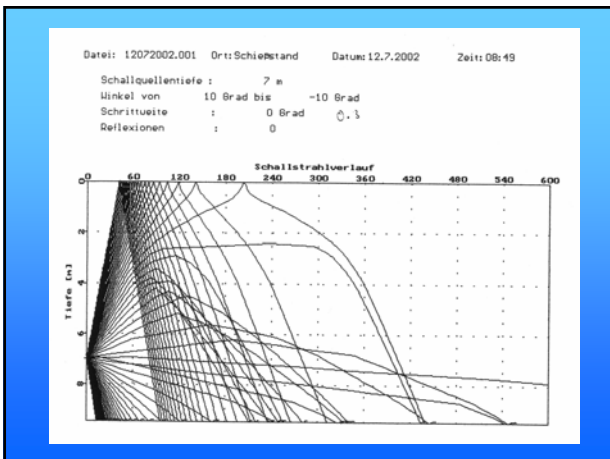 Datei: 12072002.001 Ort:Schießstand Datum:12.7.2002 Zeit:08:49
Schallquellentiefe : 7 m
Winkel von 10 Grad bis -10 Grad
Schrittweite : 0 Grad 0.3
Reflexionen : 0
Schallstrahlverlauf
0 60 120 180 240 300 360 420 480 540 600
0
2
4
6
8
Tiefe [m]